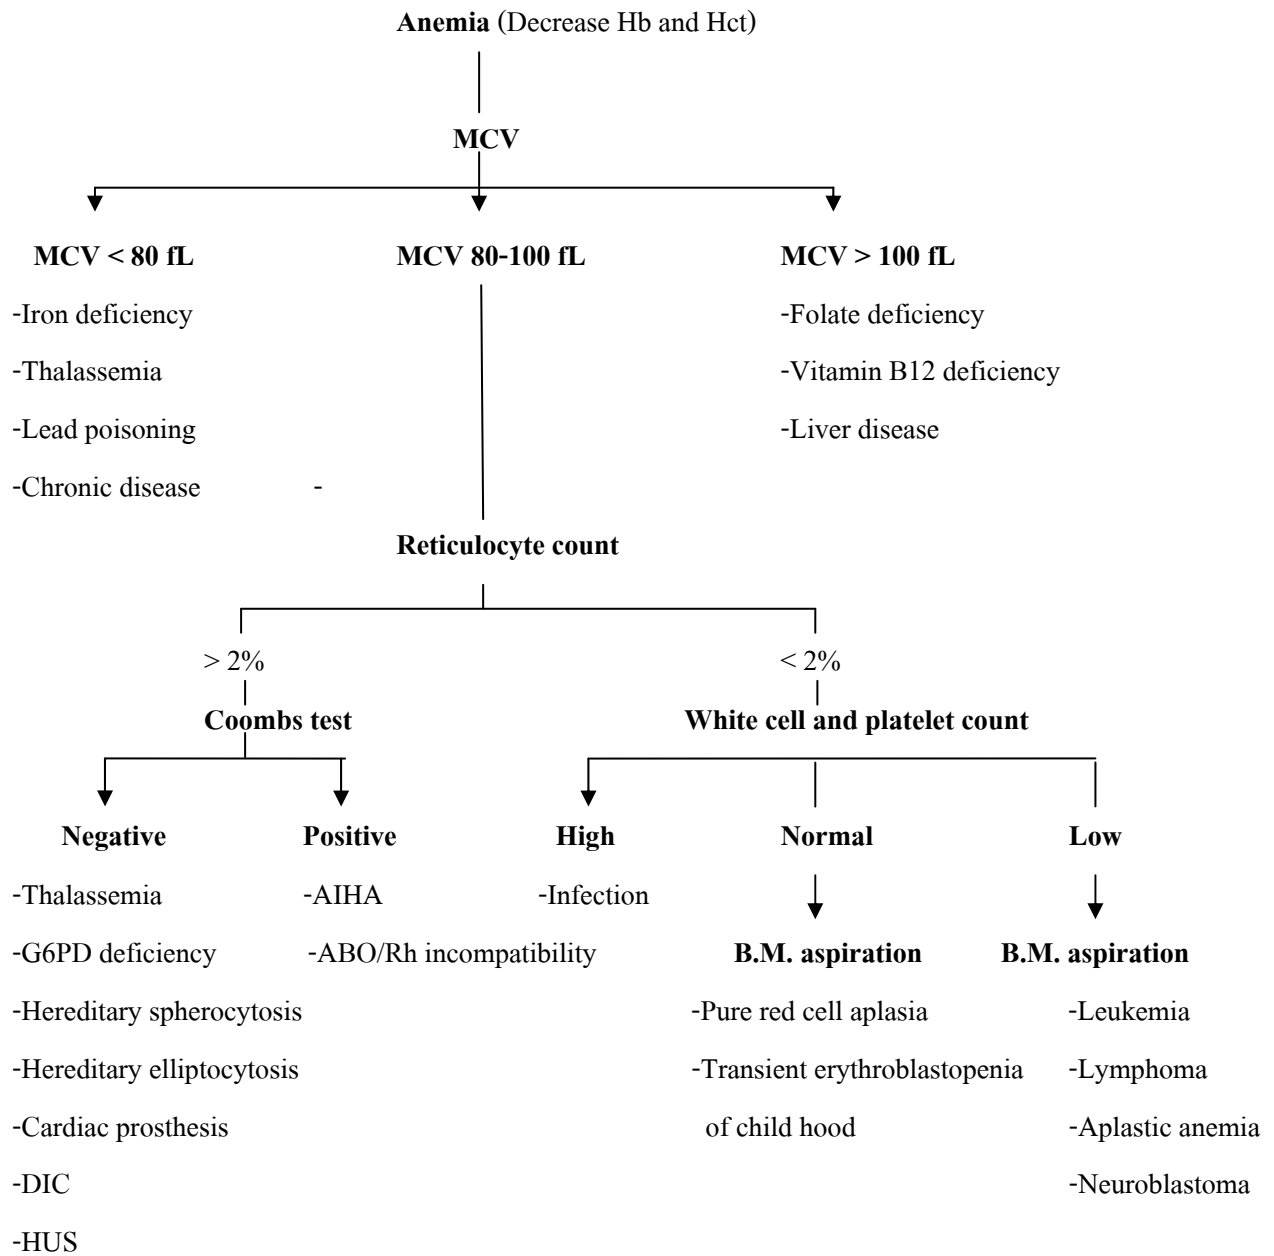 Anemia (Decrease Hb and Hct)
MCV
MCV < 80 fL
-Iron deficiency
-Thalassemia
-Lead poisoning
-Chronic disease
-
MCV 80-100 fL
MCV > 100 fL
-Folate deficiency
-Vitamin B12 deficiency
-Liver disease
Reticulocyte count
> 2%
< 2%
Coombs test
White cell and platelet count
Negative
-Thalassemia
-G6PD deficiency
-Hereditary spherocytosis
-Hereditary elliptocytosis
-Cardiac prosthesis
-DIC
-HUS
Positive
-AIHA
-ABO/Rh incompatibility
High
-Infection
Normal
B.M. aspiration
-Pure red cell aplasia
-Transient erythroblastopenia
of child hood
Low
B.M. aspiration
-Leukemia
-Lymphoma
-Aplastic anemia
-Neuroblastoma